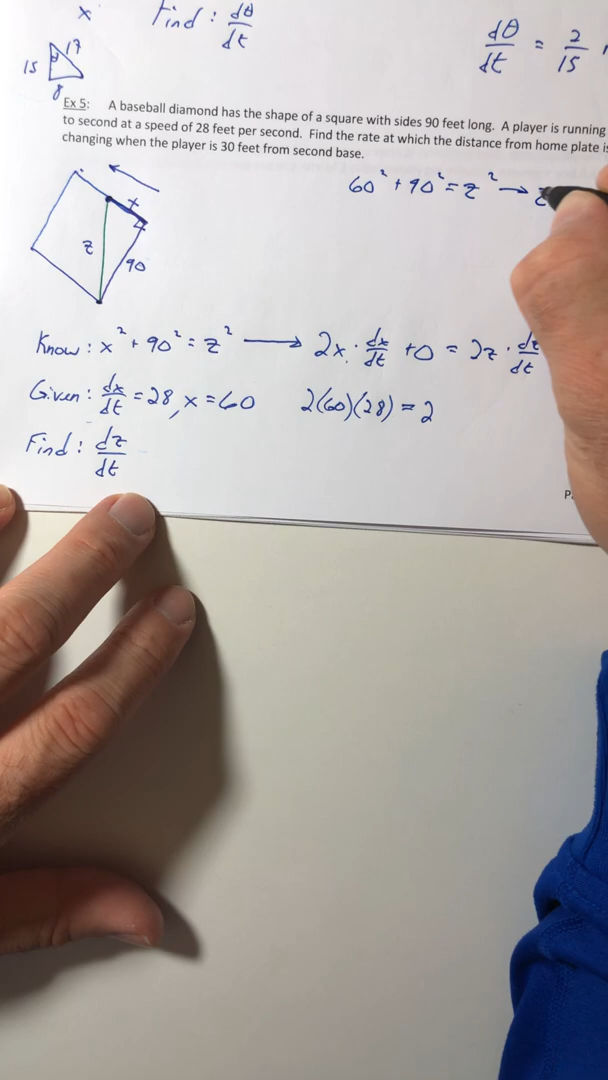 x Find : dθ/dt
dθ/dt = 2/15
15 17
8
Ex 5: A baseball diamond has the shape of a square with sides 90 feet long. A player is running
to second at a speed of 28 feet per second. Find the rate at which the distance from home plate is
changing when the player is 30 feet from second base.
60² + 90² = z² → z
x
z
90
Know : x² + 90² = z² → 2x · dx/dt + 0 = 2z · dz/dt
Given : dx/dt = 28, x = 60 2(60)(28) = 2
Find : dz/dt
P